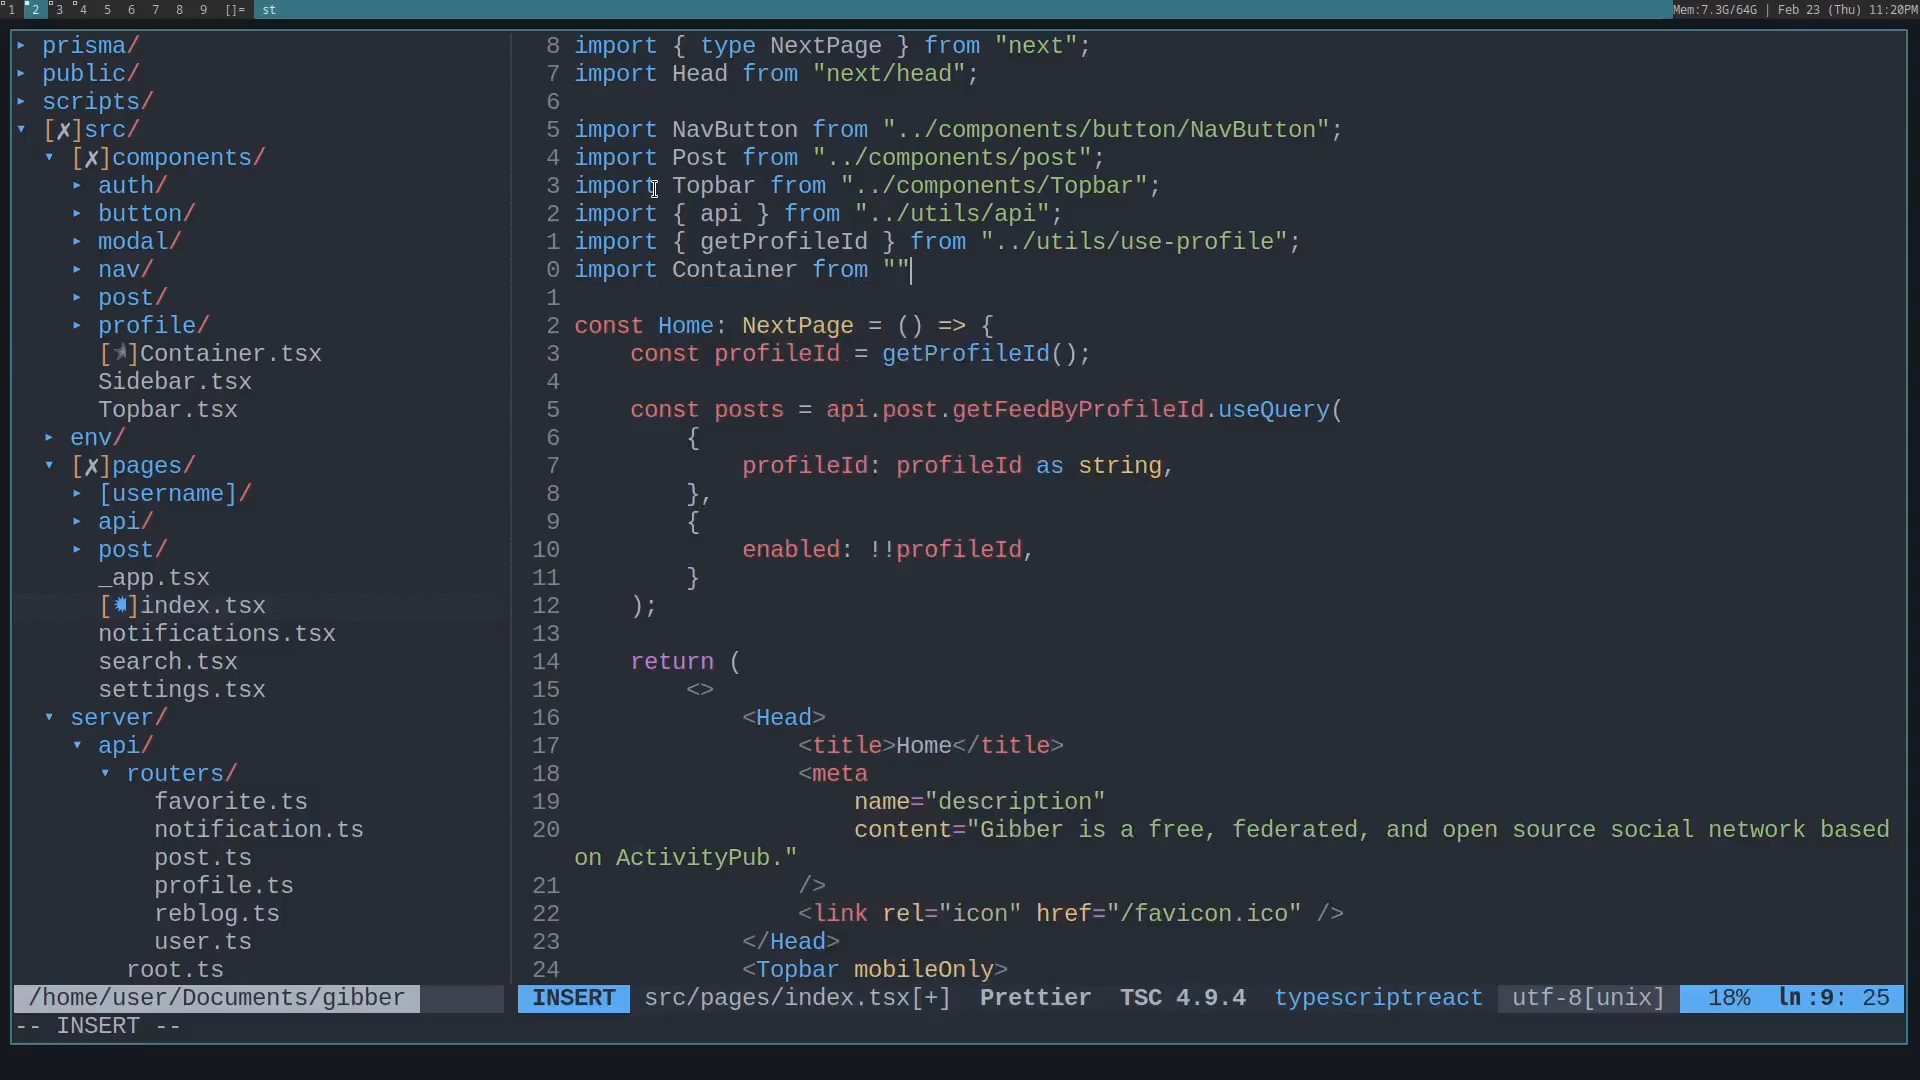 1 2 3 4 5 6 7 8 9 []= st Mem:7.3G/64G | Feb 23 (Thu) 11:20PM
▸ prisma/
▸ public/
▸ scripts/
▾ [✗]src/
▾ [✗]components/
▸ auth/
▸ button/
▸ modal/
▸ nav/
▸ post/
▸ profile/
[★]Container.tsx
Sidebar.tsx
Topbar.tsx
▸ env/
▾ [✗]pages/
▸ [username]/
▸ api/
▸ post/
_app.tsx
[✹]index.tsx
notifications.tsx
search.tsx
settings.tsx
▾ server/
▾ api/
▾ routers/
favorite.ts
notification.ts
post.ts
profile.ts
reblog.ts
user.ts
root.ts
8 import { type NextPage } from "next";
7 import Head from "next/head";
6
5 import NavButton from "../components/button/NavButton";
4 import Post from "../components/post";
3 import Topbar from "../components/Topbar";
2 import { api } from "../utils/api";
1 import { getProfileId } from "../utils/use-profile";
0 import Container from ""
1
2 const Home: NextPage = () => {
3 const profileId = getProfileId();
4
5 const posts = api.post.getFeedByProfileId.useQuery(
6 {
7 profileId: profileId as string,
8 },
9 {
10 enabled: !!profileId,
11 }
12 );
13
14 return (
15 <>
16 <Head>
17 <title>Home</title>
18 <meta
19 name="description"
20 content="Gibber is a free, federated, and open source social network based
on ActivityPub."
21 />
22 <link rel="icon" href="/favicon.ico" />
23 </Head>
24 <Topbar mobileOnly>
/home/user/Documents/gibber
INSERT src/pages/index.tsx[+] Prettier TSC 4.9.4 typescriptreact utf-8[unix] 18% ln :9: 25
-- INSERT --